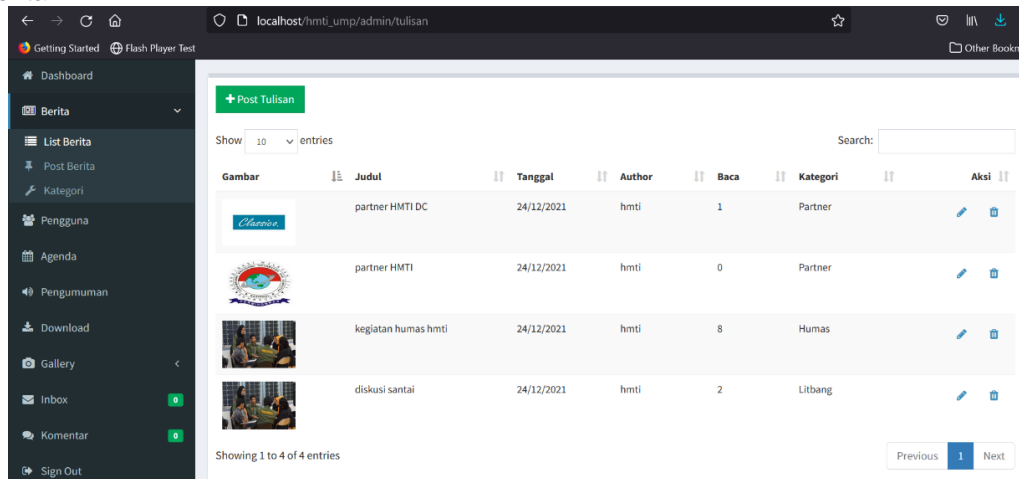 localhost/hmti_ump/admin/tulisan
Getting Started Flash Player Test
Other Bookm
Dashboard
Berita
List Berita
Post Berita
Kategori
Pengguna
Agenda
Pengumuman
Download
Gallery
Inbox 0
Komentar 0
Sign Out
+ Post Tulisan
Show 10 entries
Search:
Gambar Judul Tanggal Author Baca Kategori Aksi
Classico. partner HMTI DC 24/12/2021 hmti 1 Partner
partner HMTI 24/12/2021 hmti 0 Partner
kegiatan humas hmti 24/12/2021 hmti 8 Humas
diskusi santai 24/12/2021 hmti 2 Litbang
Showing 1 to 4 of 4 entries
Previous 1 Next